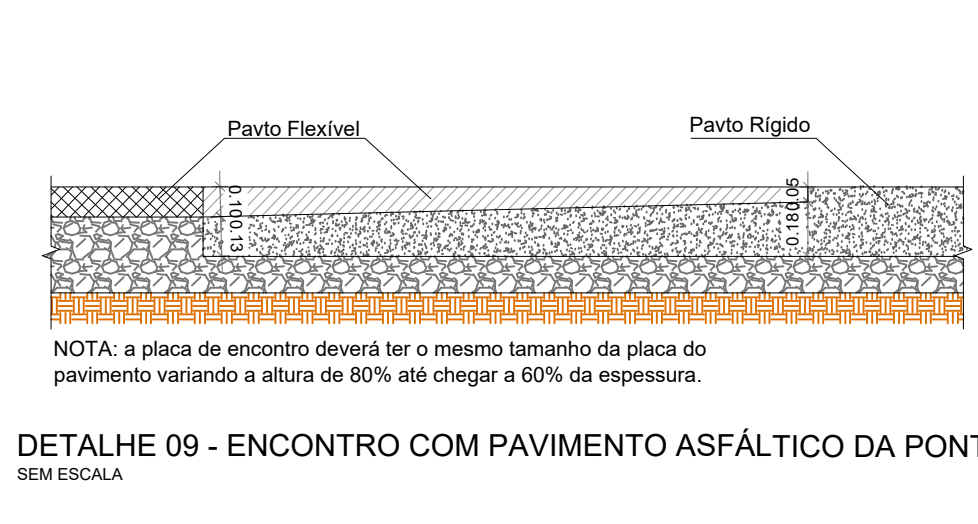 Pavto Flexível
Pavto Rígido
0.10
0.13
0.05
0.18
NOTA: a placa de encontro deverá ter o mesmo tamanho da placa do
pavimento variando a altura de 80% até chegar a 60% da espessura.
DETALHE 09 - ENCONTRO COM PAVIMENTO ASFÁLTICO DA PONT
SEM ESCALA